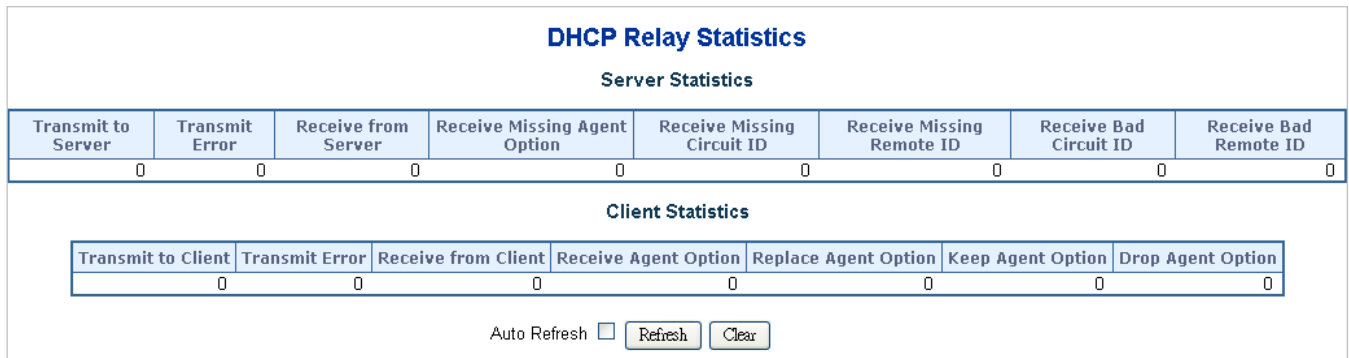 DHCP Relay Statistics
Server Statistics
Transmit to Server Transmit Error Receive from Server Receive Missing Agent Option Receive Missing Circuit ID Receive Missing Remote ID Receive Bad Circuit ID Receive Bad Remote ID
0 0 0 0 0 0 0 0
Client Statistics
Transmit to Client Transmit Error Receive from Client Receive Agent Option Replace Agent Option Keep Agent Option Drop Agent Option
0 0 0 0 0 0 0
Auto Refresh Refresh Clear